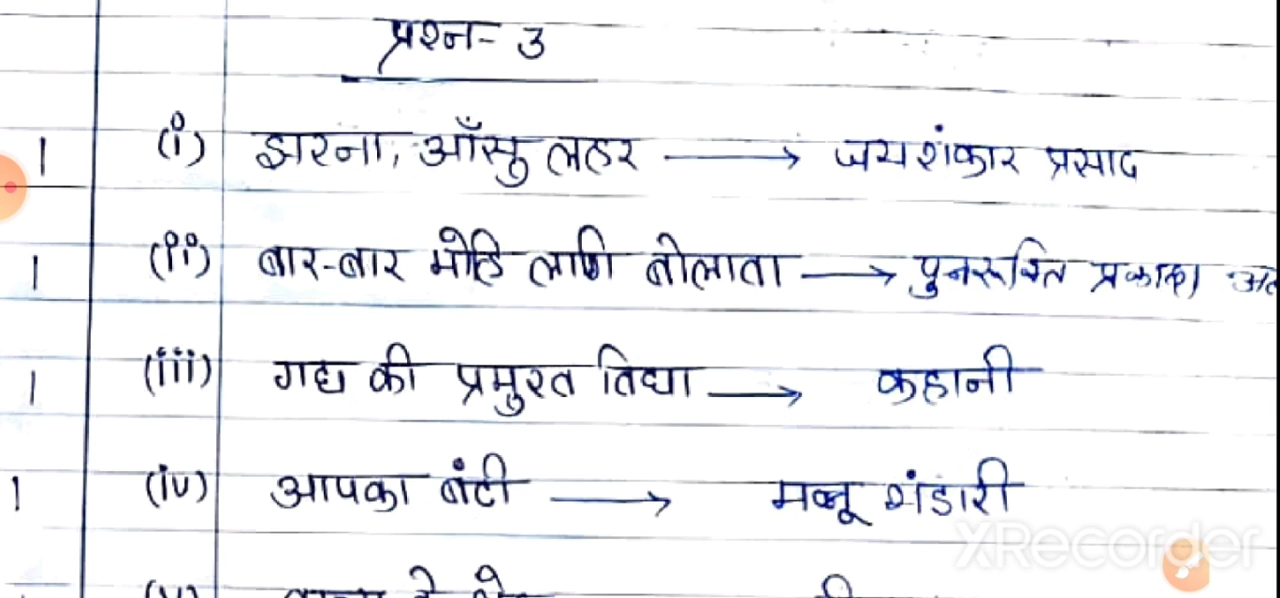 प्रश्न- 3
1 (i) झरना, आँसु लहर → जयशंकार प्रसाद
1 (ii) बार-बार मोहि लागि बोलाता → पुनरूक्ति प्रकाश
1 (iii) गद्य की प्रमुख विधा → कहानी
1 (iv) आपका बंटी → मन्नू भंडारी
XRecorder